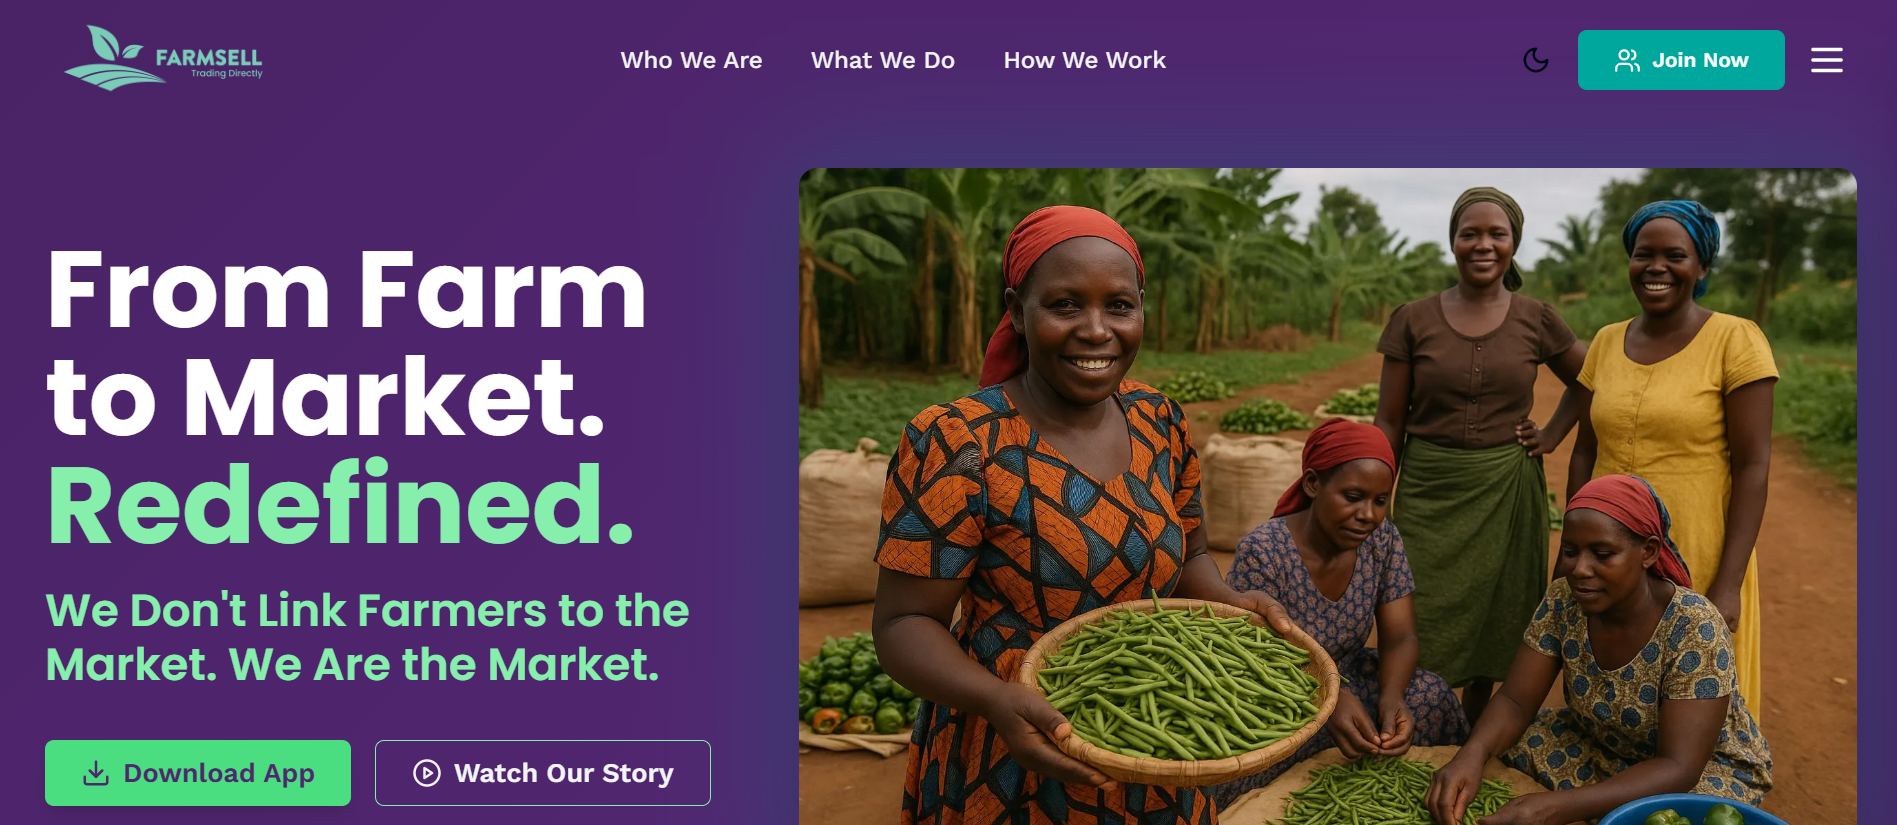 FARMSELL
Trading Directly
Who We Are
What We Do
How We Work
Join Now
From Farm
to Market.
Redefined.
We Don't Link Farmers to the
Market. We Are the Market.
Download App
Watch Our Story